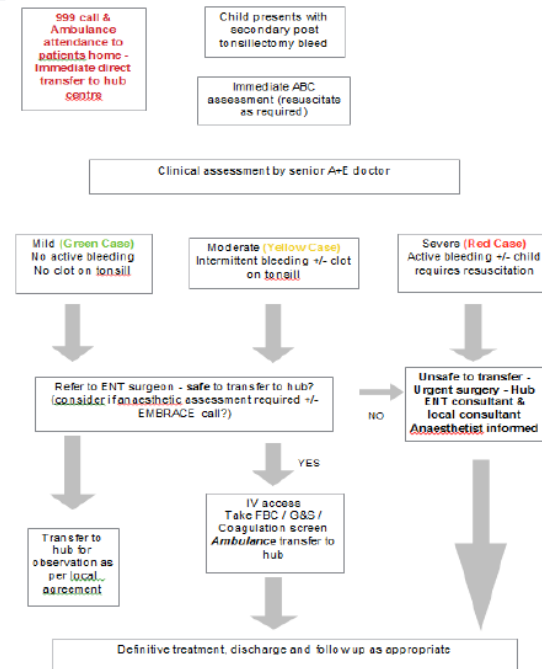 999 call &
Ambulance
attendance to
patients home -
Immediate direct
transfer to hub
centre
Child presents with
secondary post
tonsillectomy bleed
Immediate ABC
assessment (resuscitate
as required)
Clinical assessment by senior A+E doctor
Mild (Green Case)
No active bleeding
No clot on tonsill
Moderate (Yellow Case)
Intermittent bleeding +/- clot
on tonsill
Severe (Red Case)
Active bleeding +/- child
requires resuscitation
Refer to ENT surgeon - safe to transfer to hub?
(consider if anaesthetic assessment required +/-
EMBRACE call?)
NO
Unsafe to transfer -
Urgent surgery - Hub
ENT consultant &
local consultant
Anaesthetist informed
YES
IV access
Take FBC / G&S /
Coagulation screen
Ambulance transfer to
hub
Transfer to
hub for
observation as
per local
agreement
Definitive treatment, discharge and follow up as appropriate